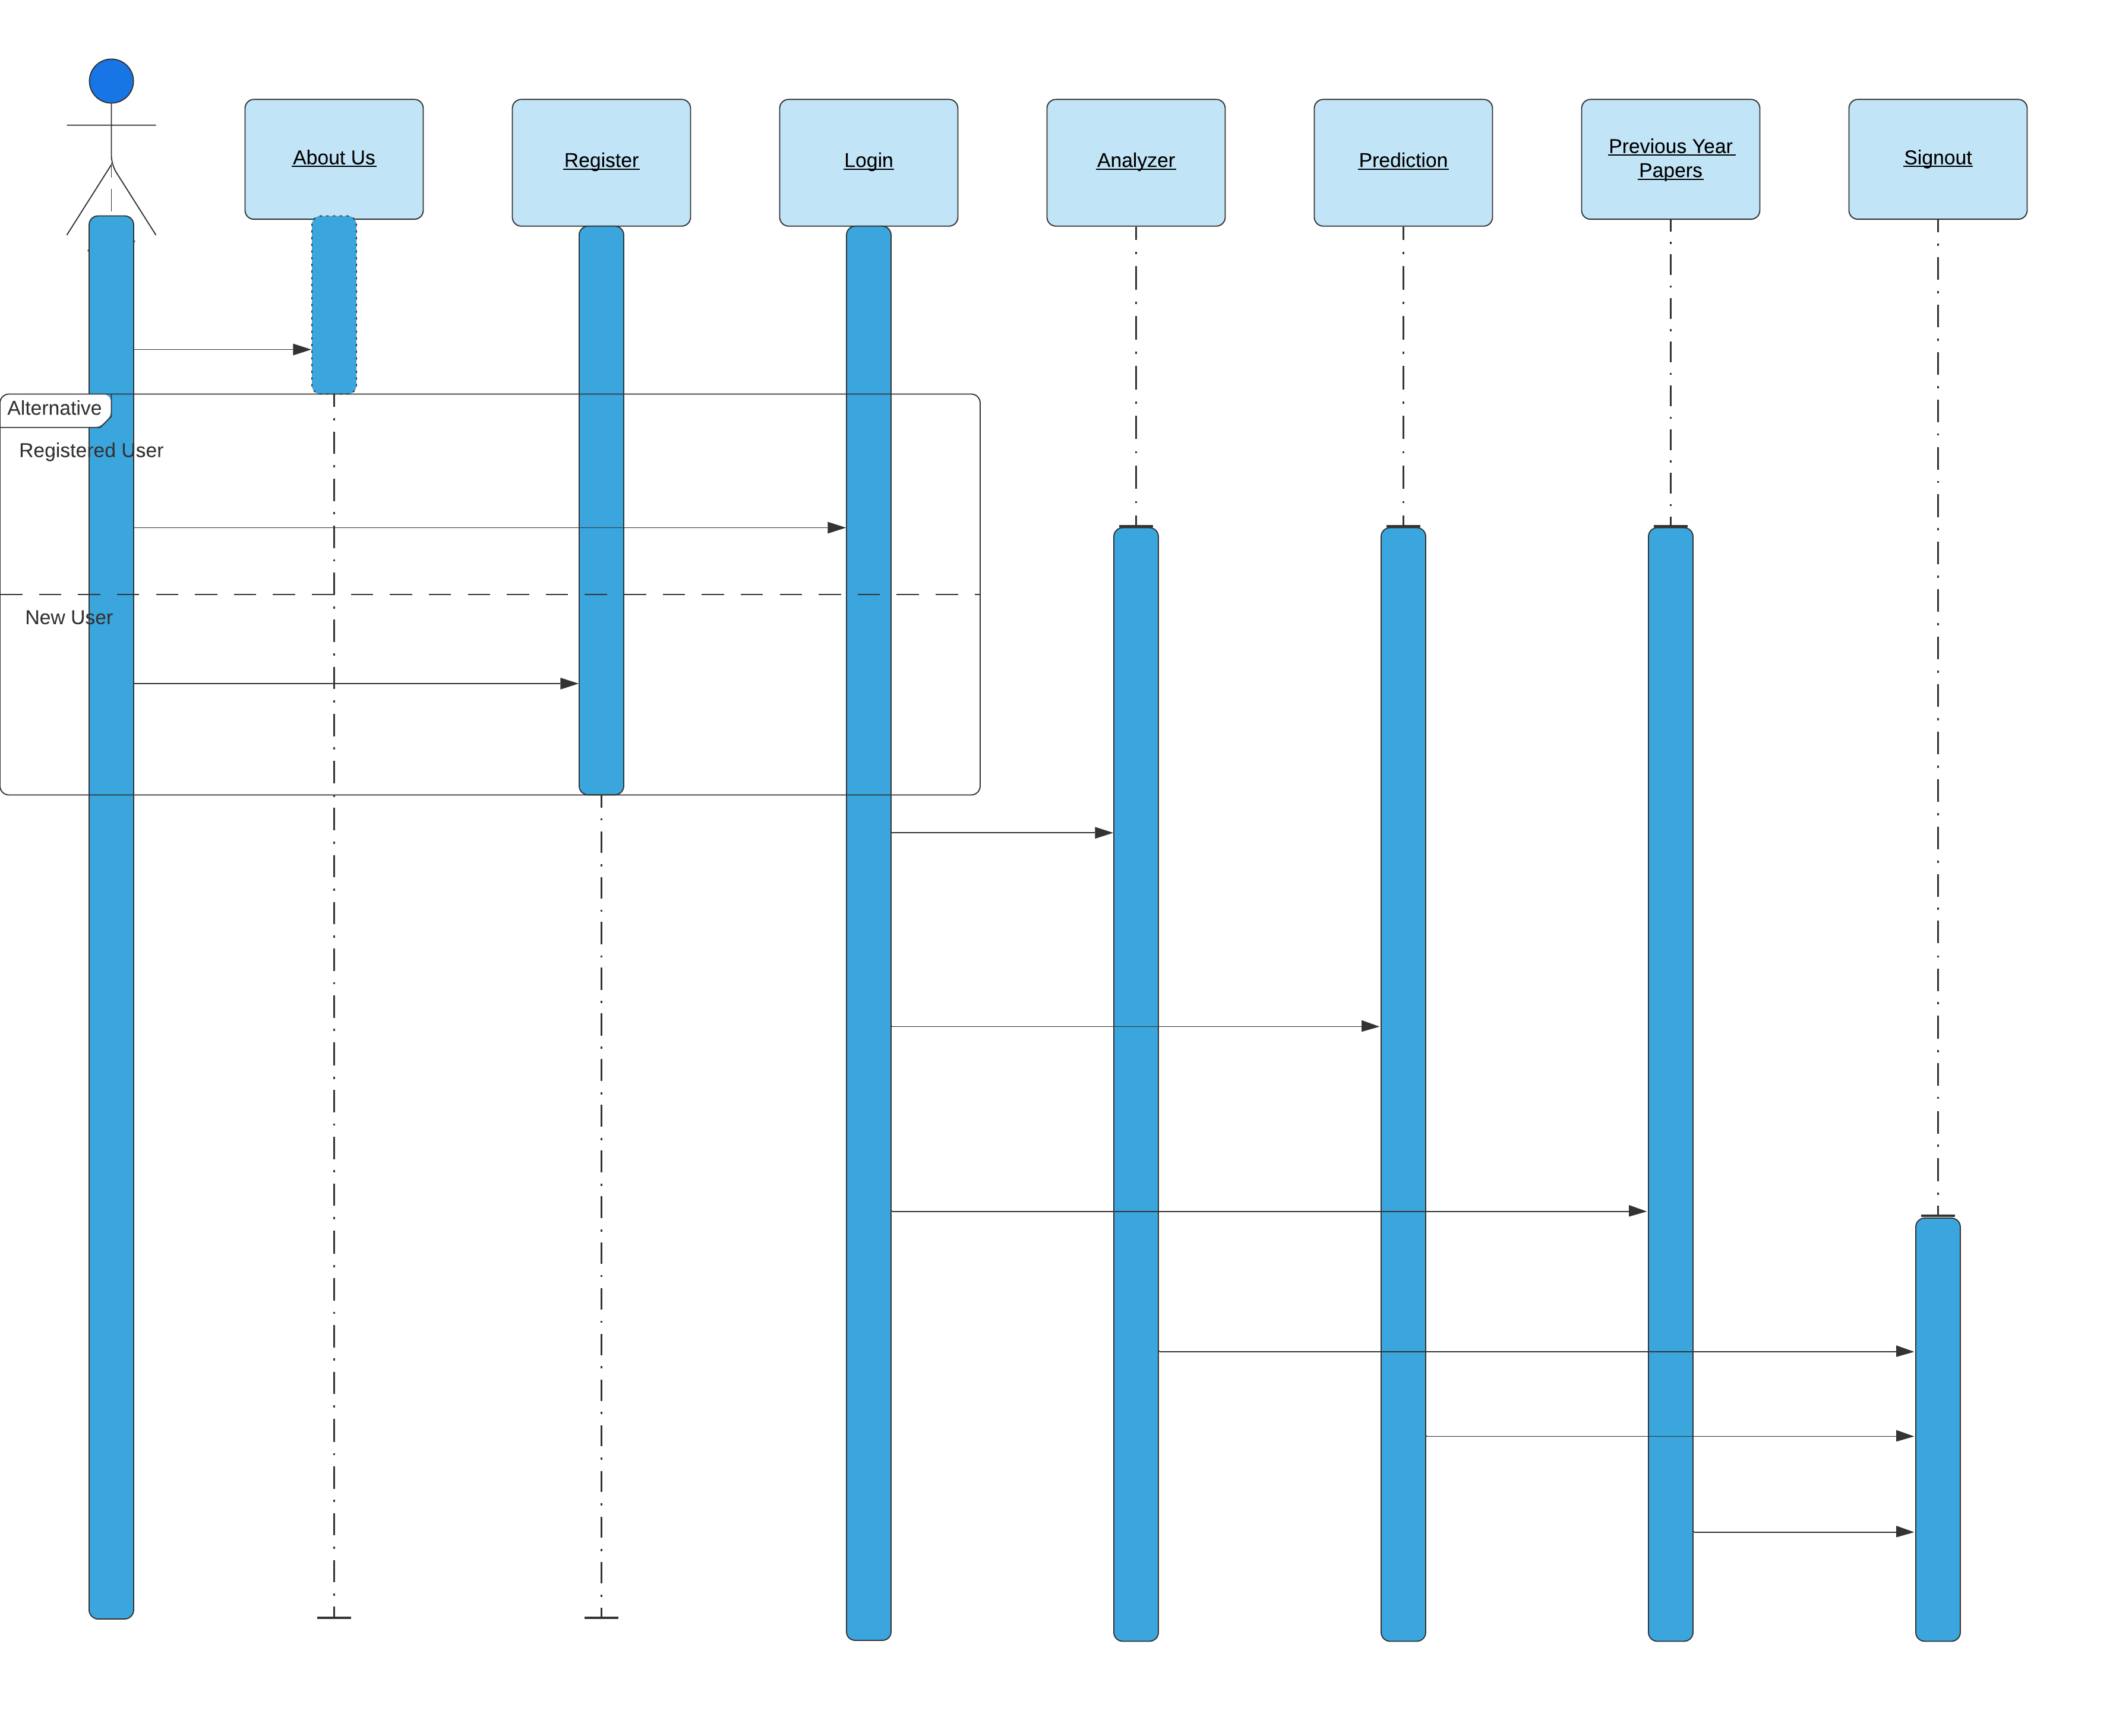 About Us
Register
Login
Analyzer
Prediction
Previous Year
Papers
Signout
Alternative
Registered User
New User